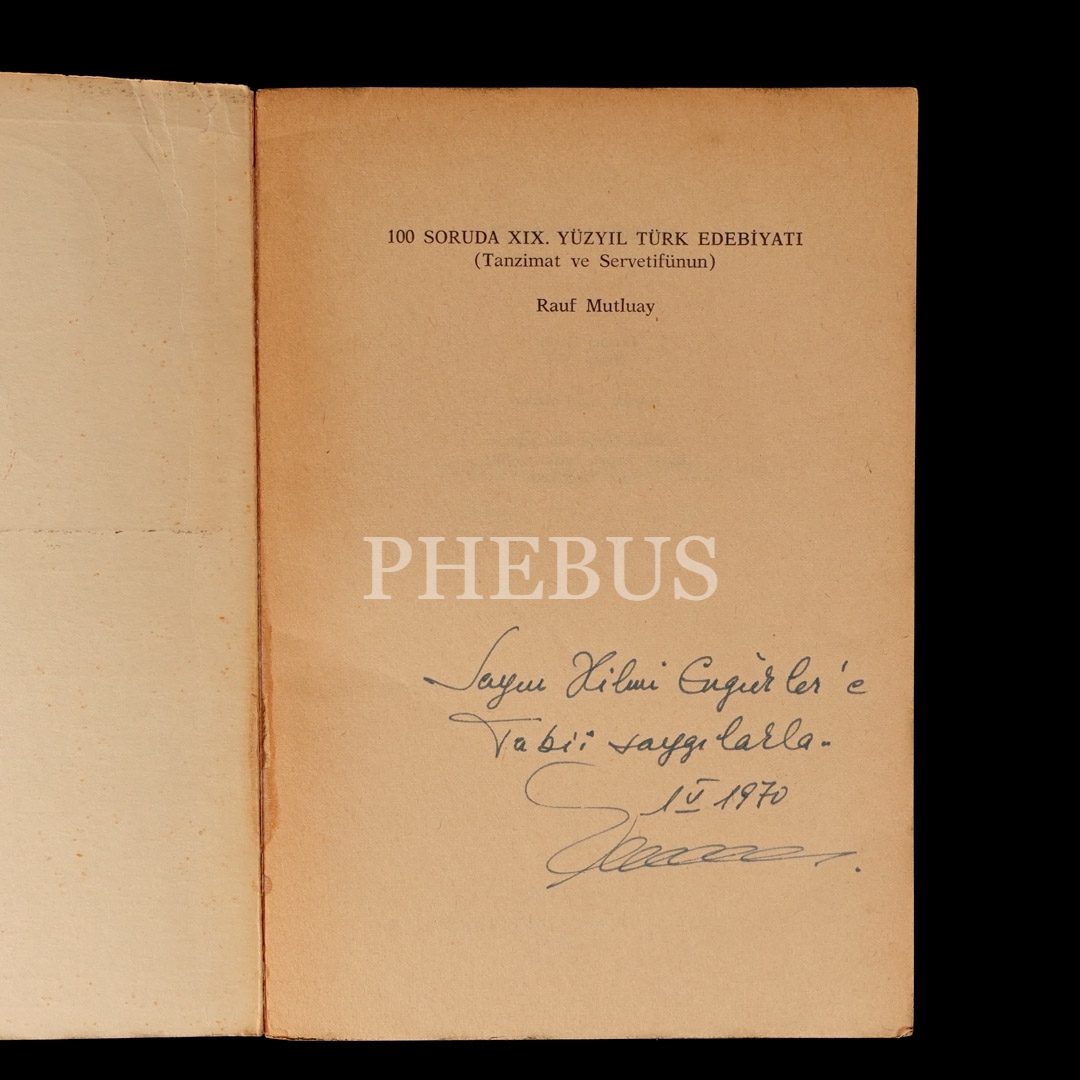 100 SORUDA XIX. YÜZYIL TÜRK EDEBİYATI
(Tanzimat ve Servetifünun)
Rauf Mutluay
PHEBUS
Sayın Hilmi Engürler'e
Tabii saygılarla..
1 V 1970